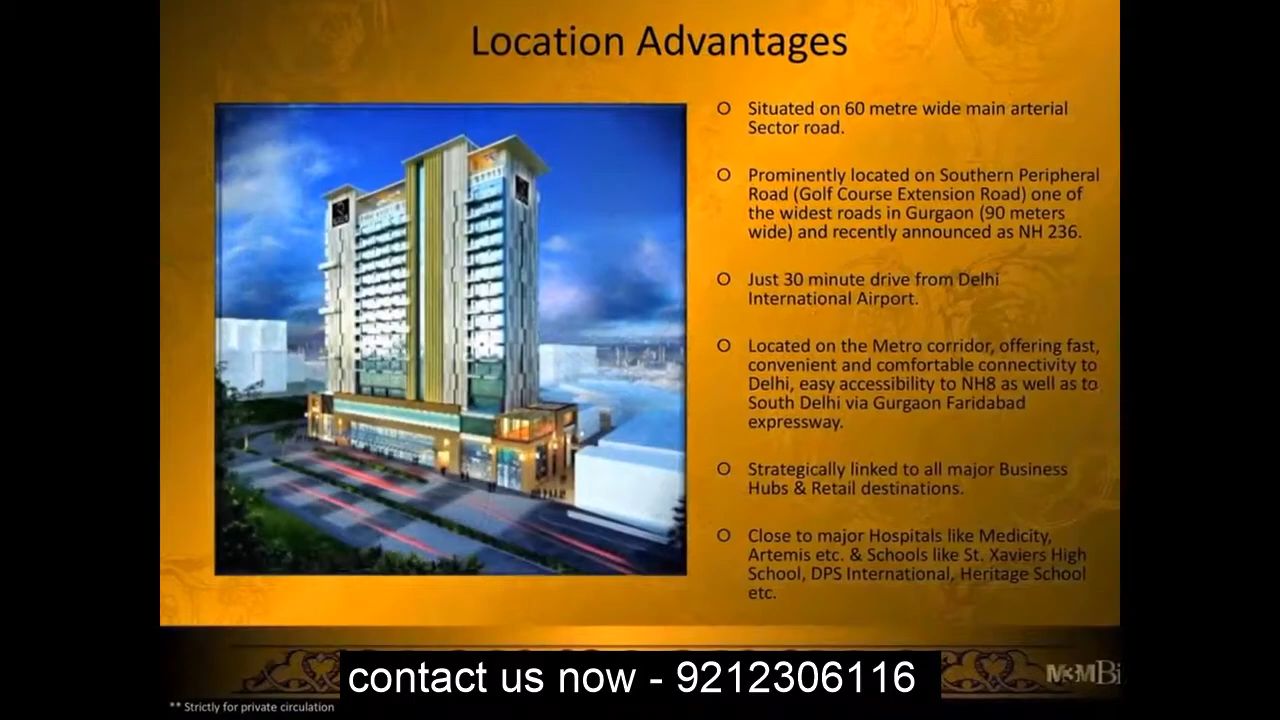 Location Advantages
Situated on 60 metre wide main arterial
Sector road.
Prominently located on Southern Peripheral
Road (Golf Course Extension Road) one of
the widest roads in Gurgaon (90 meters
wide) and recently announced as NH 236.
Just 30 minute drive from Delhi
International Airport.
Located on the Metro corridor, offering fast,
convenient and comfortable connectivity to
Delhi, easy accessibility to NH8 as well as to
South Delhi via Gurgaon Faridabad
expressway.
Strategically linked to all major Business
Hubs & Retail destinations.
Close to major Hospitals like Medicity,
Artemis etc. & Schools like St. Xaviers High
School, DPS International, Heritage School
etc.
contact us now - 9212306116
** Strictly for private circulation